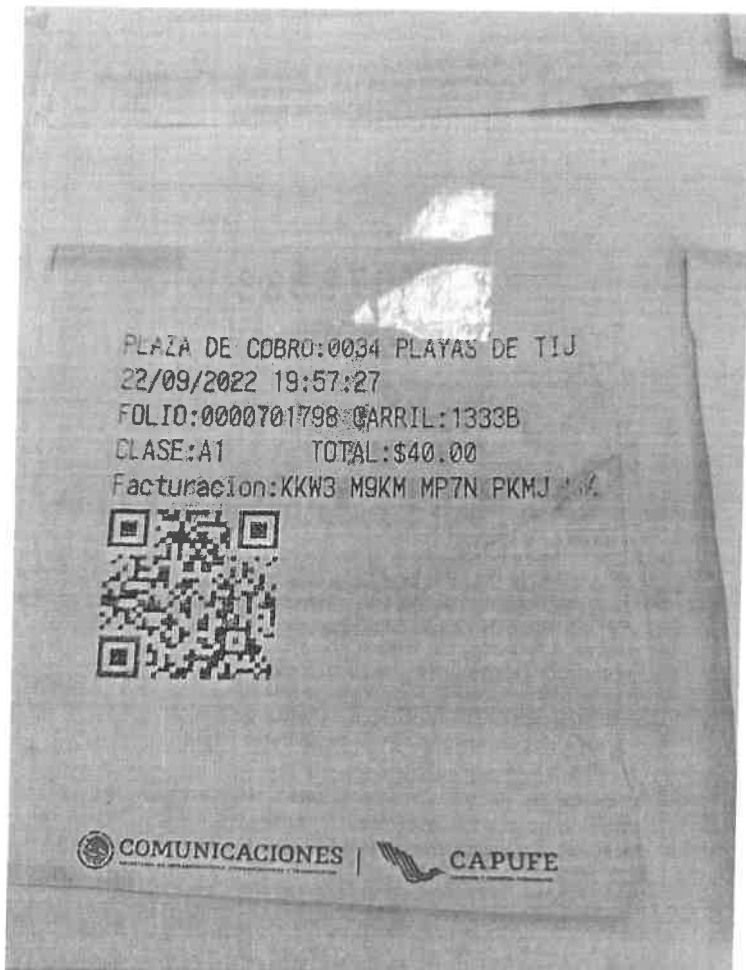 PLAZA DE COBRO:0034 PLAYAS DE TIJ
22/09/2022 19:57:27
FOLIO:0000701798 CARRIL:1333B
CLASE:A1 TOTAL:$40.00
Facturacion:KKW3 M9KM MP7N PKMJ
COMUNICACIONES | CAPUFE